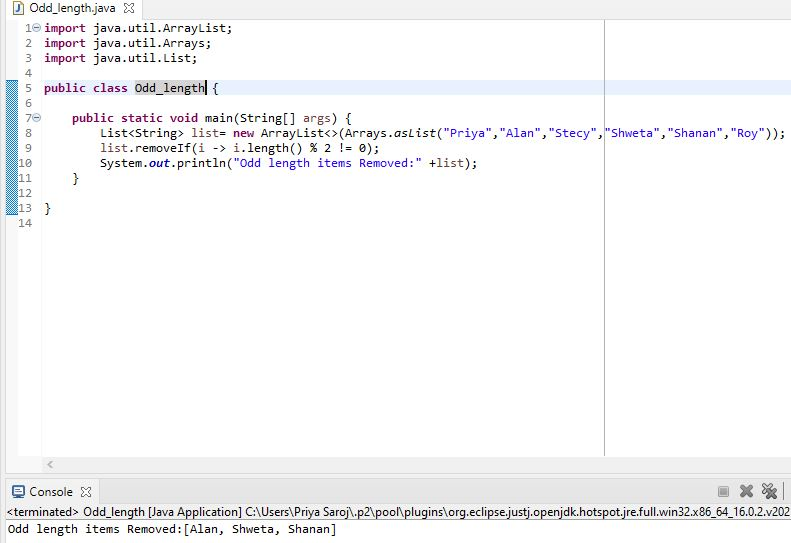 Odd_length.java
1 import java.util.ArrayList;
2 import java.util.Arrays;
3 import java.util.List;
4
5 public class Odd_length {
6
7 public static void main(String[] args) {
8 List<String> list= new ArrayList<>(Arrays.asList("Priya","Alan","Stecy","Shweta","Shanan","Roy"));
9 list.removeIf(i -> i.length() % 2 != 0);
10 System.out.println("Odd length items Removed:" +list);
11 }
12
13 }
14
Console
<terminated> Odd_length [Java Application] C:\Users\Priya Saroj\.p2\pool\plugins\org.eclipse.justj.openjdk.hotspot.jre.full.win32.x86_64_16.0.2.v202
Odd length items Removed:[Alan, Shweta, Shanan]